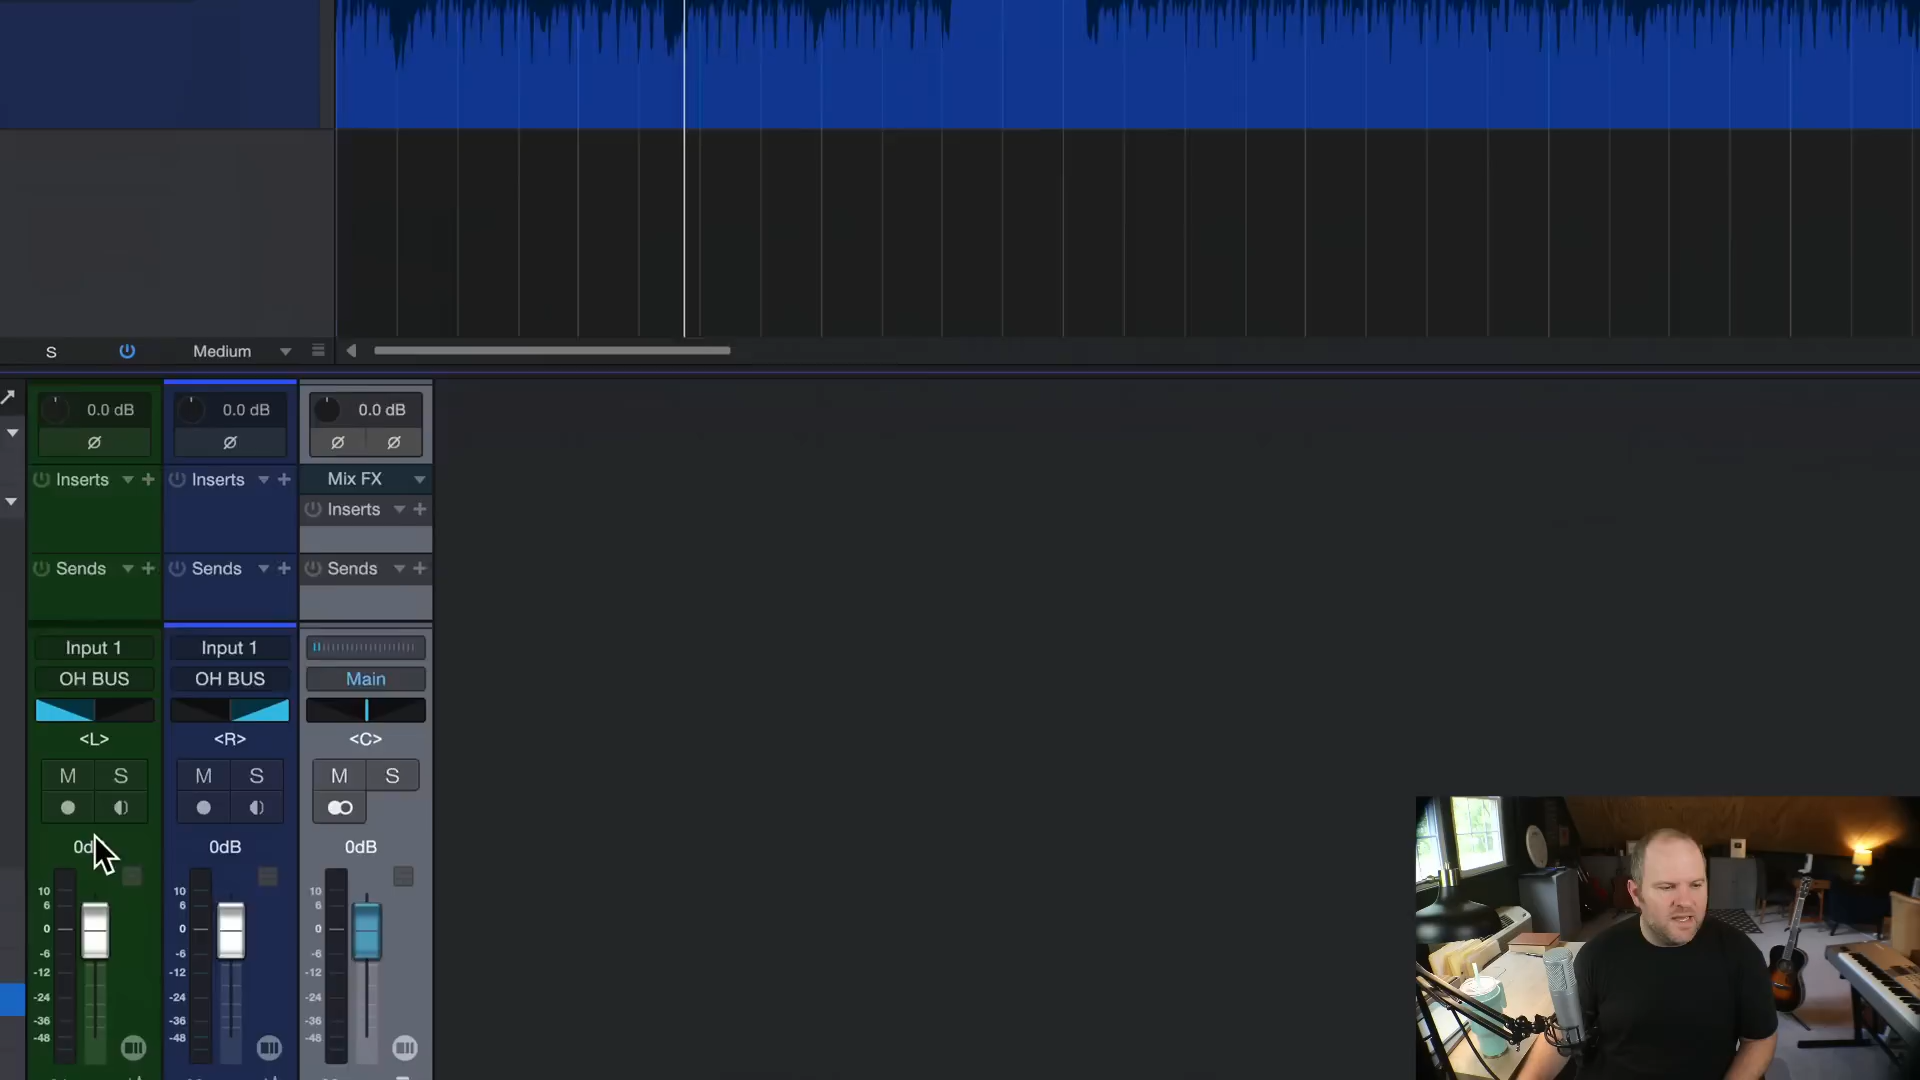 S Medium
0.0 dB 0.0 dB 0.0 dB
Ø Ø Ø Ø
Inserts Inserts Mix FX
Inserts
Sends Sends Sends
Input 1 Input 1
OH BUS OH BUS Main
<L> <R> <C>
M S M S M S
0dB 0dB
10 10 10
6 6 6
0 0 0
-6 -6 -6
-12 -12 -12
-24 -24 -24
-36 -36 -36
-48 -48 -48